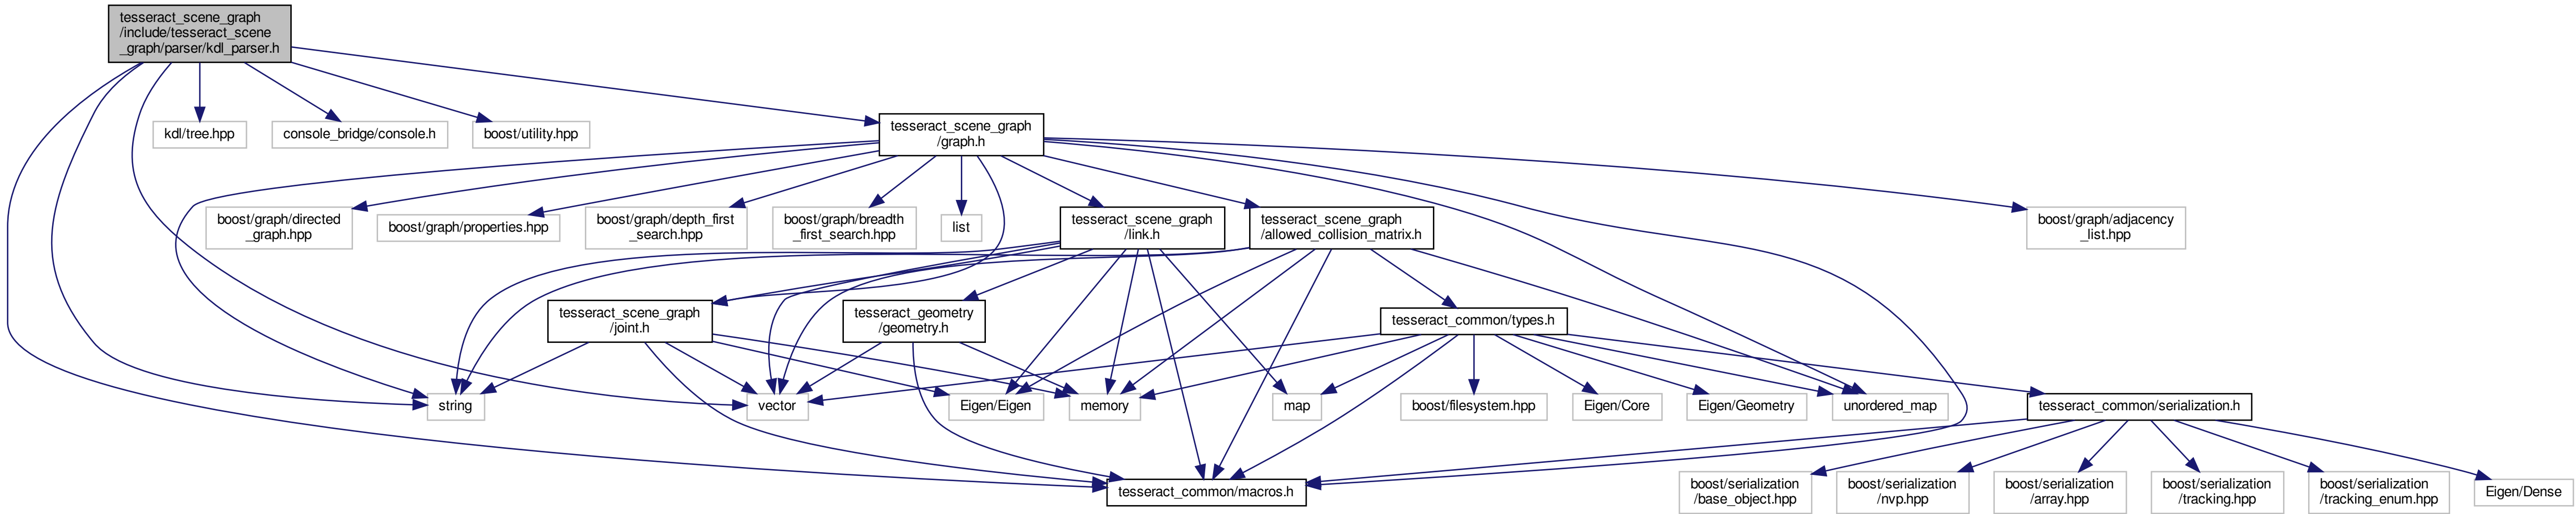 tesseract_scene_graph
/include/tesseract_scene
_graph/parser/kdl_parser.h
kdl/tree.hpp
console_bridge/console.h
boost/utility.hpp
tesseract_scene_graph
/graph.h
boost/graph/directed
_graph.hpp
boost/graph/properties.hpp
boost/graph/depth_first
_search.hpp
boost/graph/breadth
_first_search.hpp
list
tesseract_scene_graph
/link.h
tesseract_scene_graph
/allowed_collision_matrix.h
boost/graph/adjacency
_list.hpp
tesseract_scene_graph
/joint.h
tesseract_geometry
/geometry.h
tesseract_common/types.h
string
vector
Eigen/Eigen
memory
map
boost/filesystem.hpp
Eigen/Core
Eigen/Geometry
unordered_map
tesseract_common/serialization.h
tesseract_common/macros.h
boost/serialization
/base_object.hpp
boost/serialization
/nvp.hpp
boost/serialization
/array.hpp
boost/serialization
/tracking.hpp
boost/serialization
/tracking_enum.hpp
Eigen/Dense